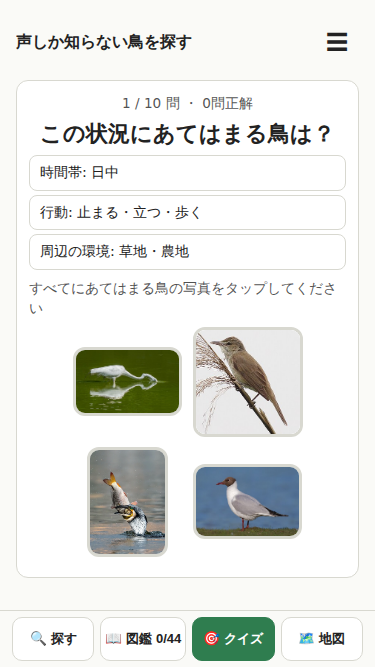 声しか知らない鳥を探す
1 / 10 問 ・ 0問正解
この状況にあてはまる鳥は？
時間帯: 日中
行動: 止まる・立つ・歩く
周辺の環境: 草地・農地
すべてにあてはまる鳥の写真をタップしてくださ
い
🔍 探す 📖 図鑑 0/44 🎯 クイズ 🗺️ 地図